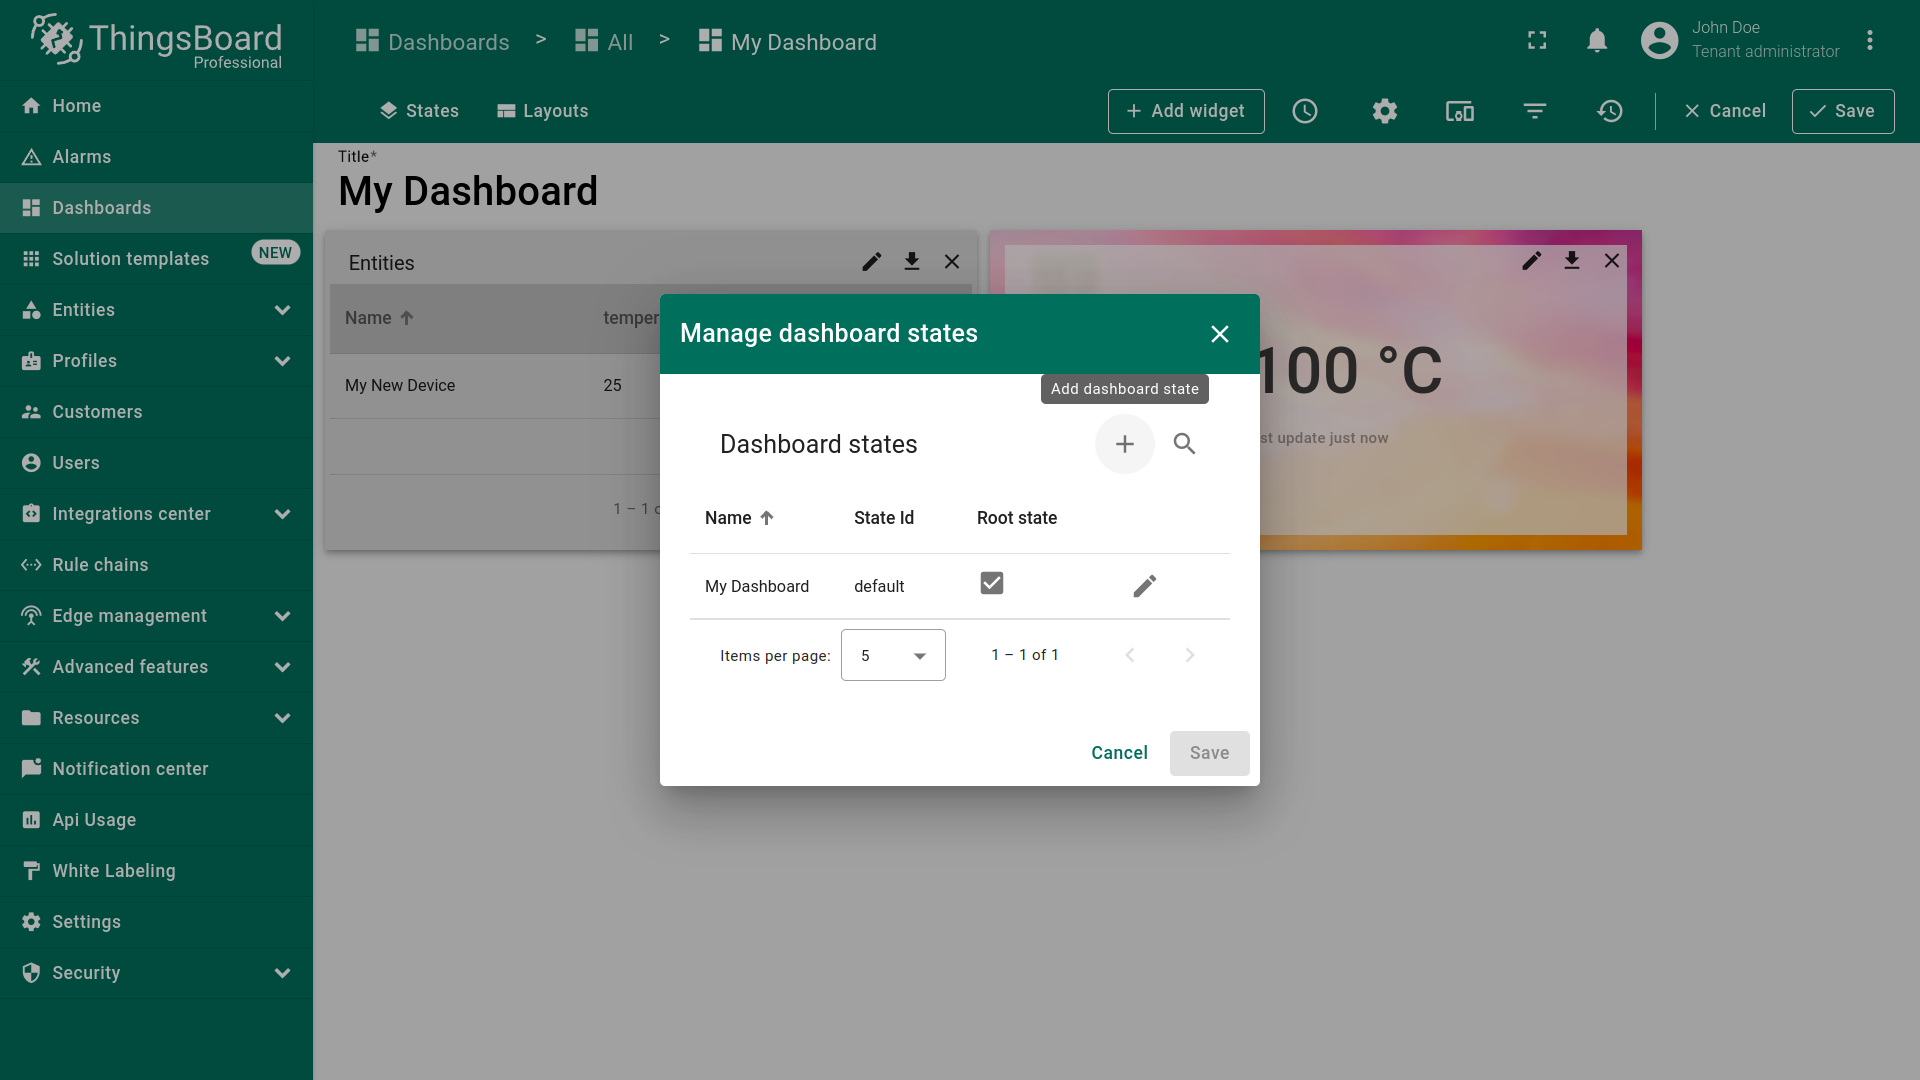 ThingsBoard
Professional
Dashboards > All > My Dashboard
John Doe
Tenant administrator
States
Layouts
+ Add widget
Cancel
Save
Home
Alarms
Dashboards
Solution templates
NEW
Entities
Profiles
Customers
Users
Integrations center
Rule chains
Edge management
Advanced features
Resources
Notification center
Api Usage
White Labeling
Settings
Security
Title*
My Dashboard
Entities
Name
My New Device
25
1 – 1
100 °C
update just now
Manage dashboard states
Add dashboard state
Dashboard states
Name State Id Root state
My Dashboard default
Items per page: 5 1 – 1 of 1
Cancel Save